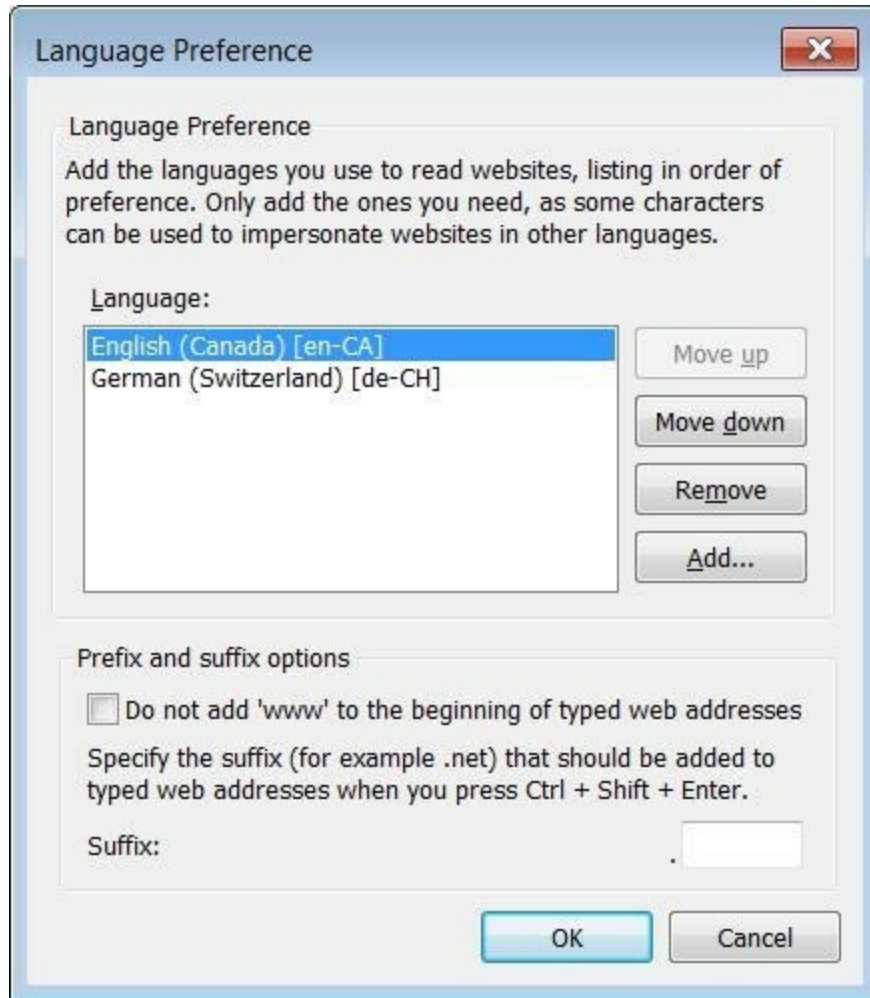 Language Preference
Language Preference
Add the languages you use to read websites, listing in order of
preference. Only add the ones you need, as some characters
can be used to impersonate websites in other languages.
Language:
English (Canada) [en-CA]
German (Switzerland) [de-CH]
Move up
Move down
Remove
Add...
Prefix and suffix options
Do not add 'www' to the beginning of typed web addresses
Specify the suffix (for example .net) that should be added to
typed web addresses when you press Ctrl + Shift + Enter.
Suffix: .
OK Cancel